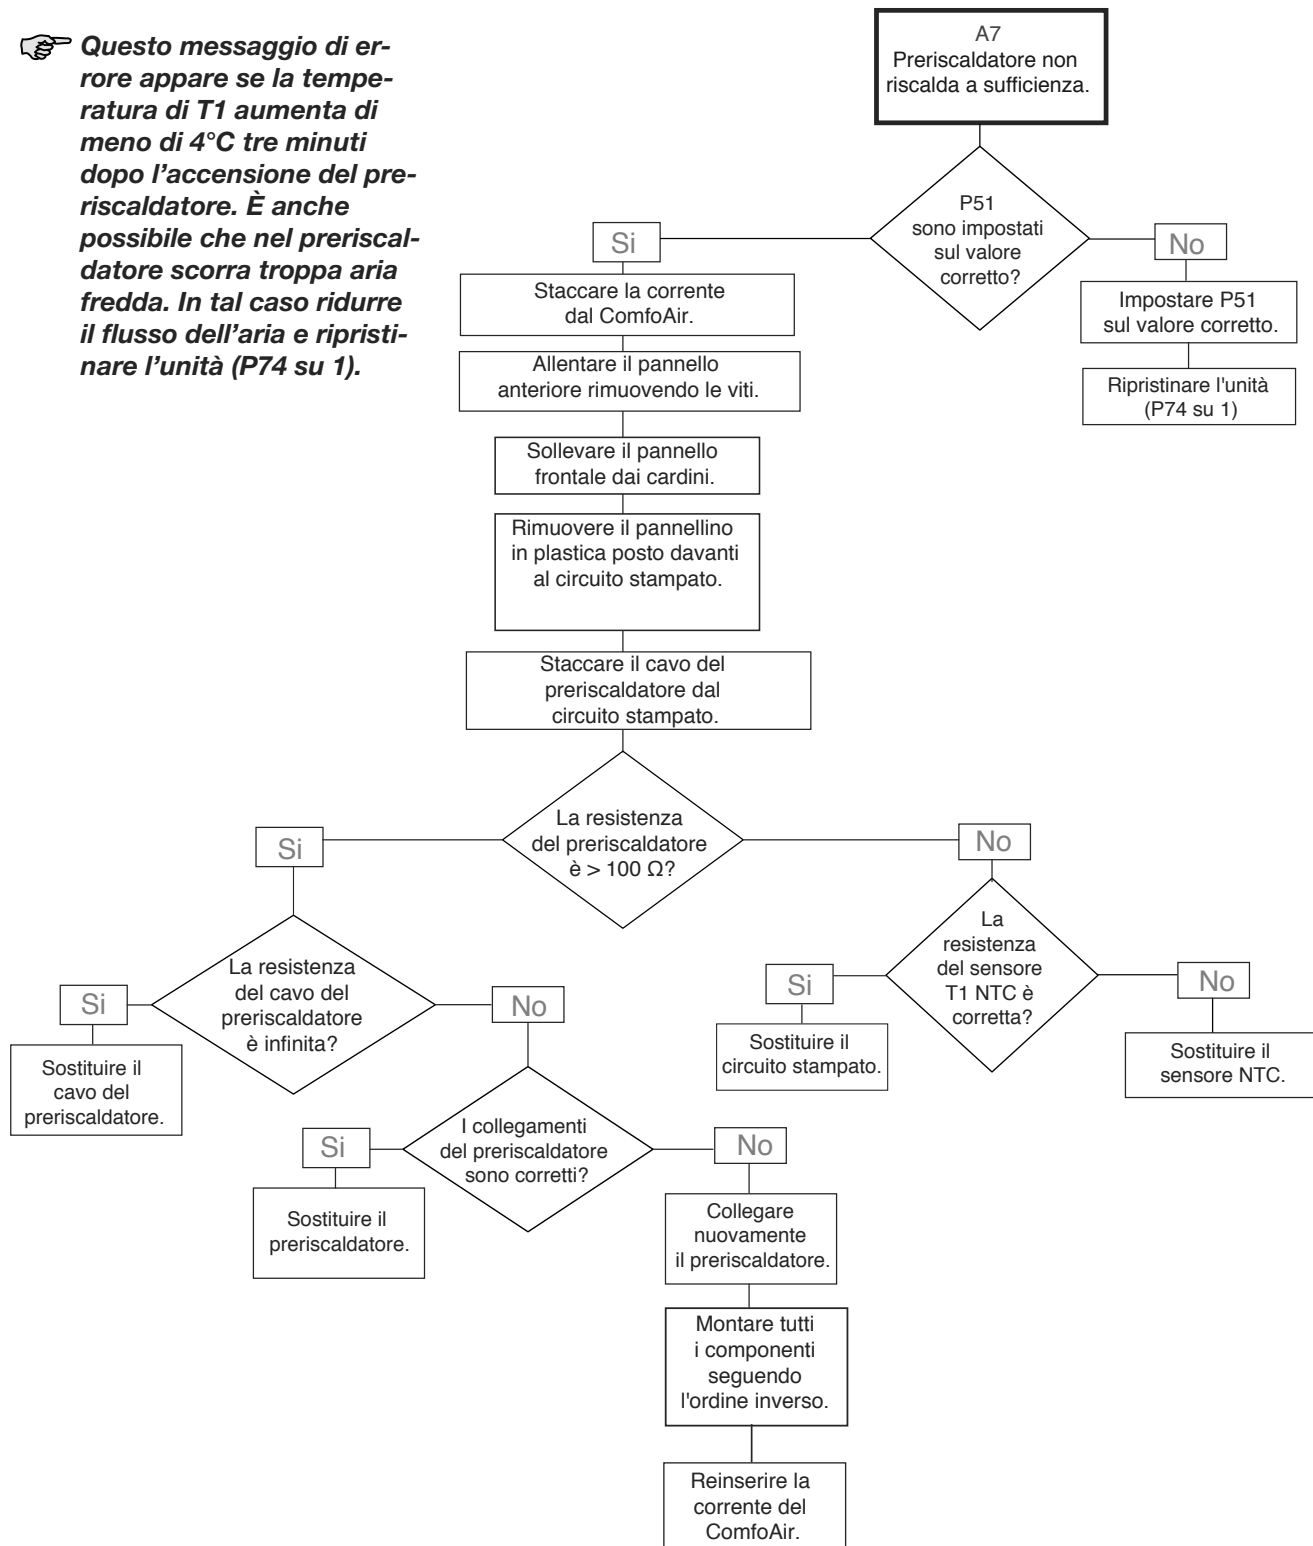 Questo messaggio di er-
rore appare se la tempe-
ratura di T1 aumenta di
meno di 4°C tre minuti
dopo l'accensione del pre-
riscaldatore. È anche
possibile che nel preriscal-
datore scorra troppa aria
fredda. In tal caso ridurre
il flusso dell'aria e ripristi-
nare l'unità (P74 su 1).
A7
Preriscaldatore non
riscalda a sufficienza.
P51
sono impostati
sul valore
corretto?
Si
No
Staccare la corrente
dal ComfoAir.
Impostare P51
sul valore corretto.
Allentare il pannello
anteriore rimuovendo le viti.
Ripristinare l'unità
(P74 su 1)
Sollevare il pannello
frontale dai cardini.
Rimuovere il pannellino
in plastica posto davanti
al circuito stampato.
Staccare il cavo del
preriscaldatore dal
circuito stampato.
La resistenza
del preriscaldatore
è > 100 Ω?
Si
No
La resistenza
del cavo del
preriscaldatore
è infinita?
La
resistenza
del sensore
T1 NTC è
corretta?
Si
No
Si
No
Sostituire il
cavo del
preriscaldatore.
Sostituire il
circuito stampato.
Sostituire il
sensore NTC.
I collegamenti
del preriscaldatore
sono corretti?
Si
No
Sostituire il
preriscaldatore.
Collegare
nuovamente
il preriscaldatore.
Montare tutti
i componenti
seguendo
l'ordine inverso.
Reinserire la
corrente del
ComfoAir.